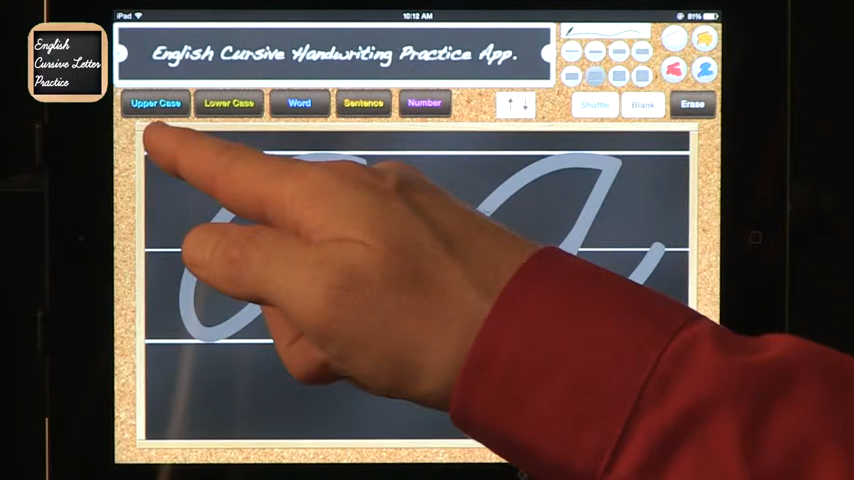 iPad 10:12 AM 81%
English
Cursive Letter
Practice
English Cursive Handwriting Practice App.
Upper Case Lower Case Word Sentence Number Shuffle Blank Erase